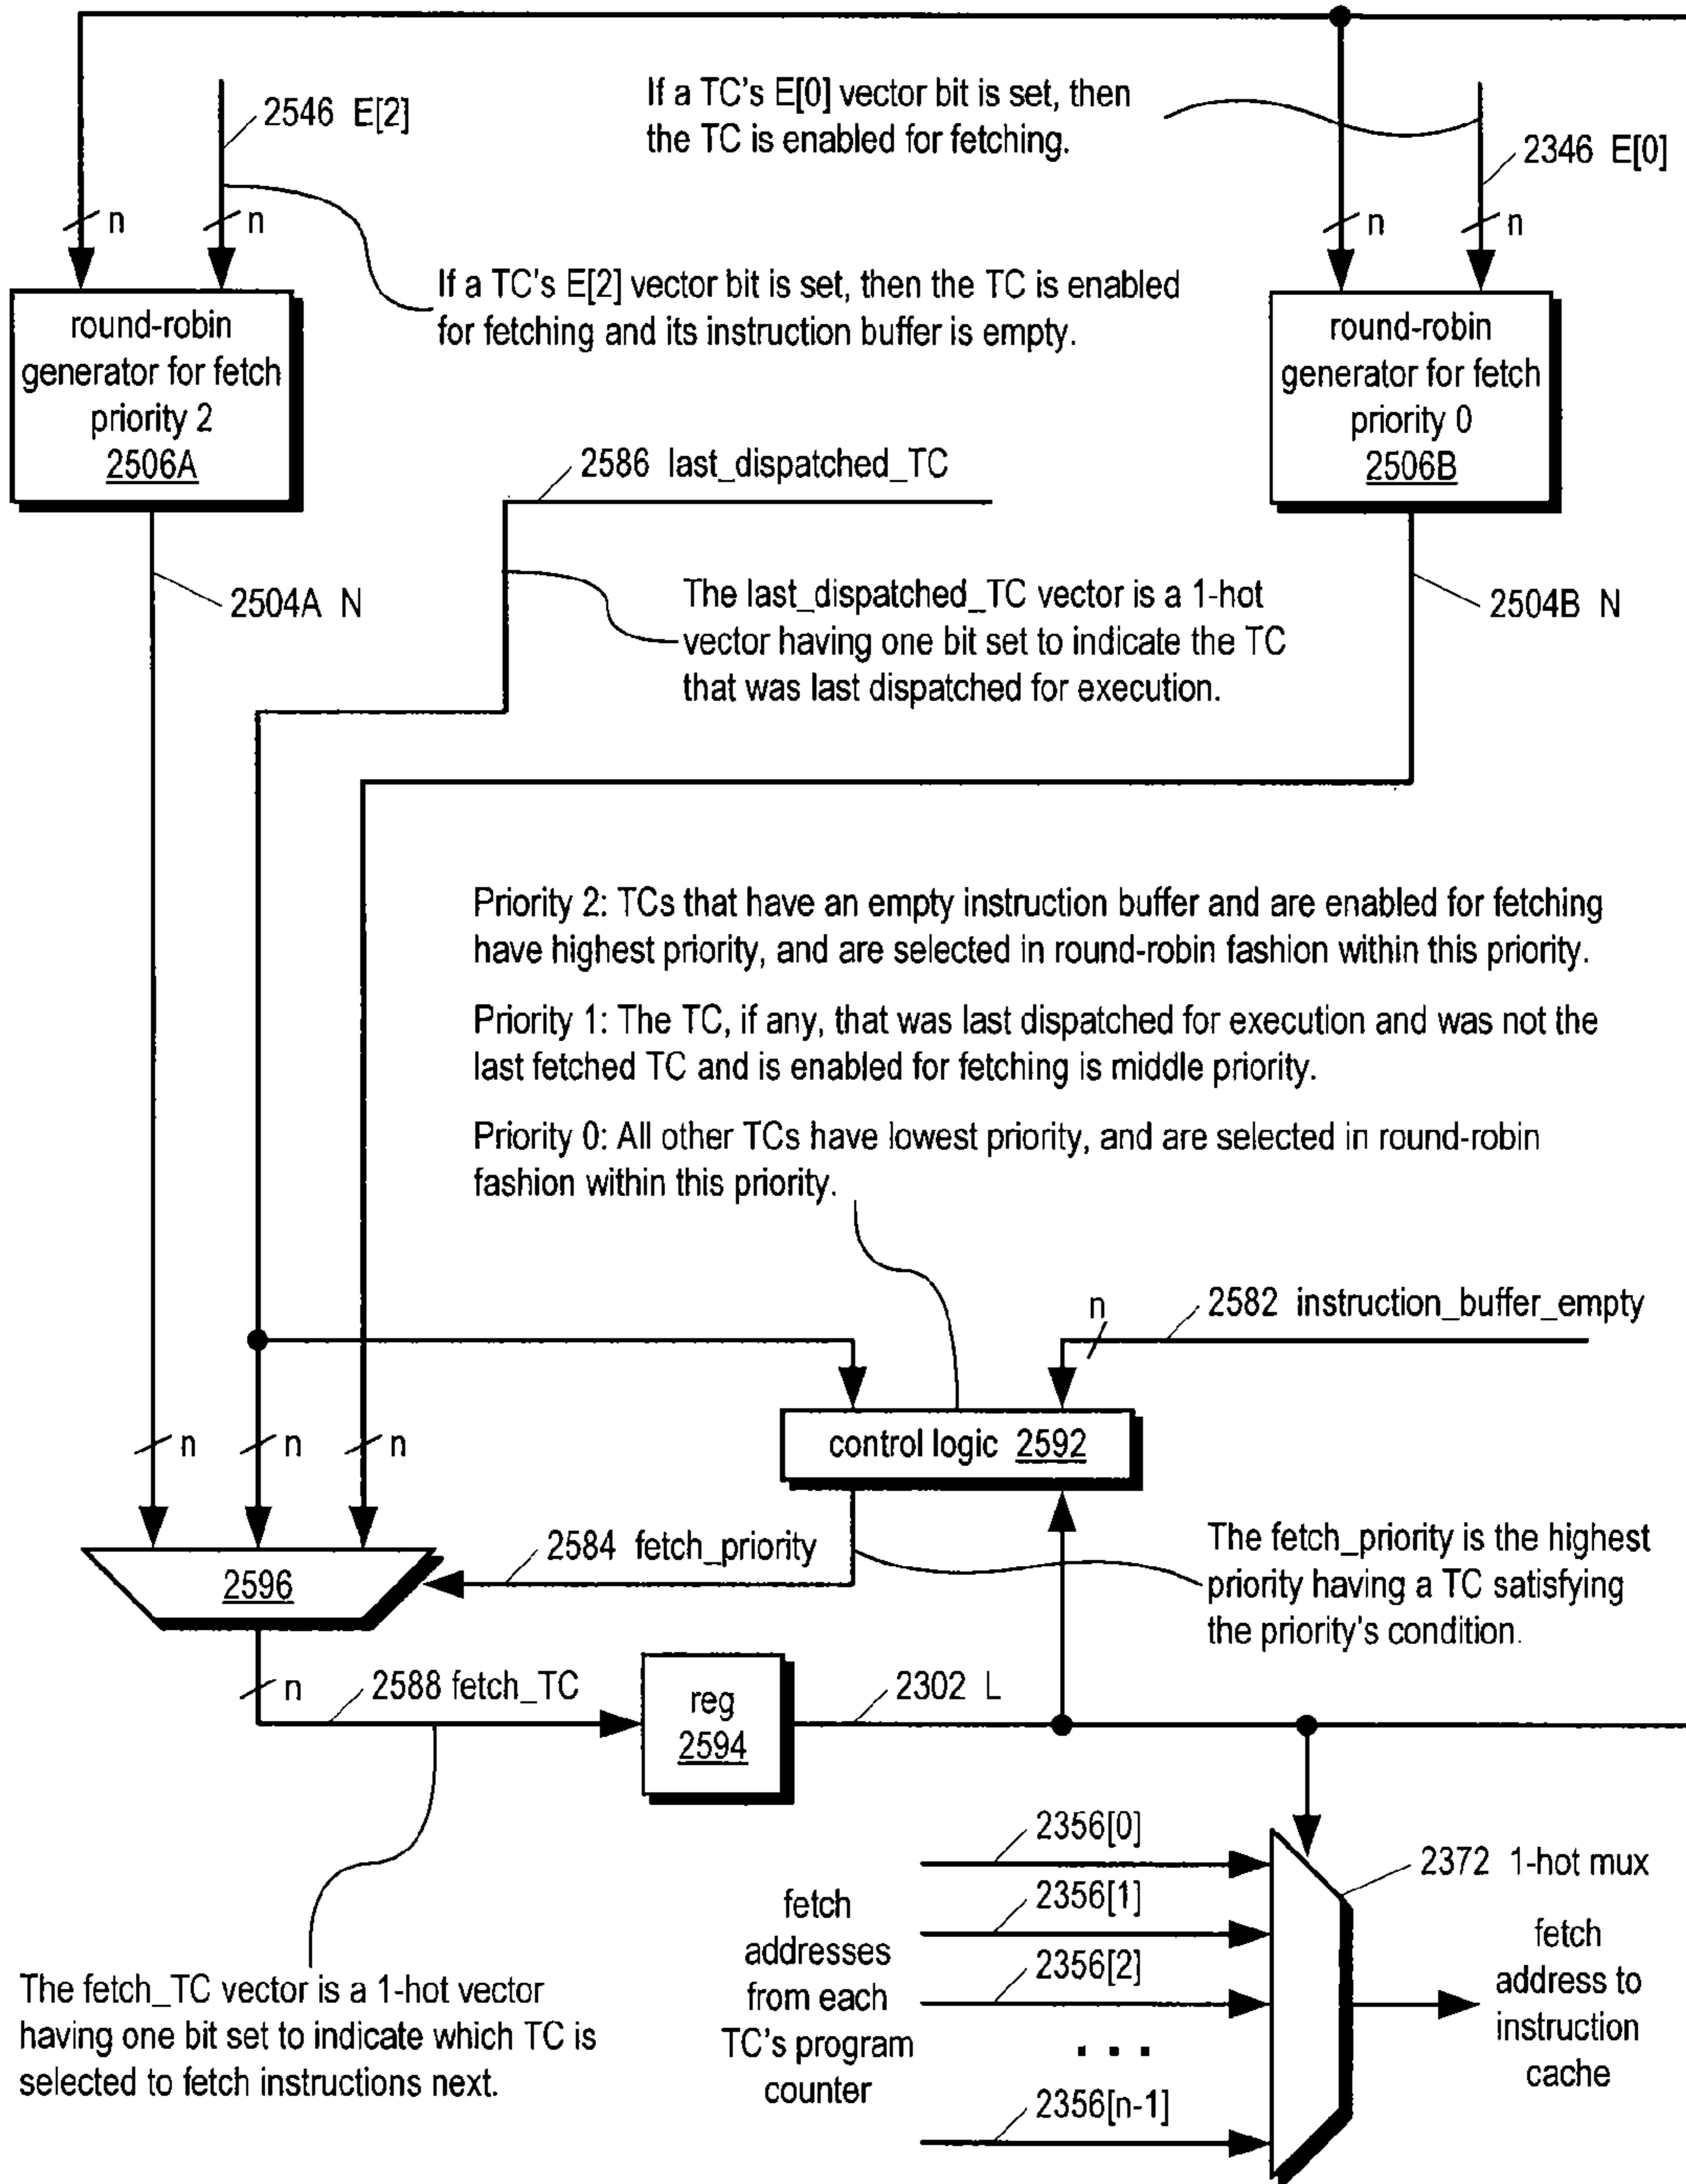 2546 E[2]
If a TC's E[0] vector bit is set, then
the TC is enabled for fetching.
2346 E[0]
n
n
n
n
If a TC's E[2] vector bit is set, then the TC is enabled
for fetching and its instruction buffer is empty.
round-robin
generator for fetch
priority 2
2506A
round-robin
generator for fetch
priority 0
2506B
2586 last_dispatched_TC
2504A N
The last_dispatched_TC vector is a 1-hot
vector having one bit set to indicate the TC
that was last dispatched for execution.
2504B N
Priority 2: TCs that have an empty instruction buffer and are enabled for fetching
have highest priority, and are selected in round-robin fashion within this priority.
Priority 1: The TC, if any, that was last dispatched for execution and was not the
last fetched TC and is enabled for fetching is middle priority.
Priority 0: All other TCs have lowest priority, and are selected in round-robin
fashion within this priority.
n
2582 instruction_buffer_empty
n
n
n
control logic 2592
2596
2584 fetch_priority
The fetch_priority is the highest
priority having a TC satisfying
the priority's condition.
n
2588 fetch_TC
reg
2594
2302 L
2356[0]
2356[1]
2356[2]
. . .
2356[n-1]
fetch
addresses
from each
TC's program
counter
2372 1-hot mux
fetch
address to
instruction
cache
The fetch_TC vector is a 1-hot vector
having one bit set to indicate which TC is
selected to fetch instructions next.